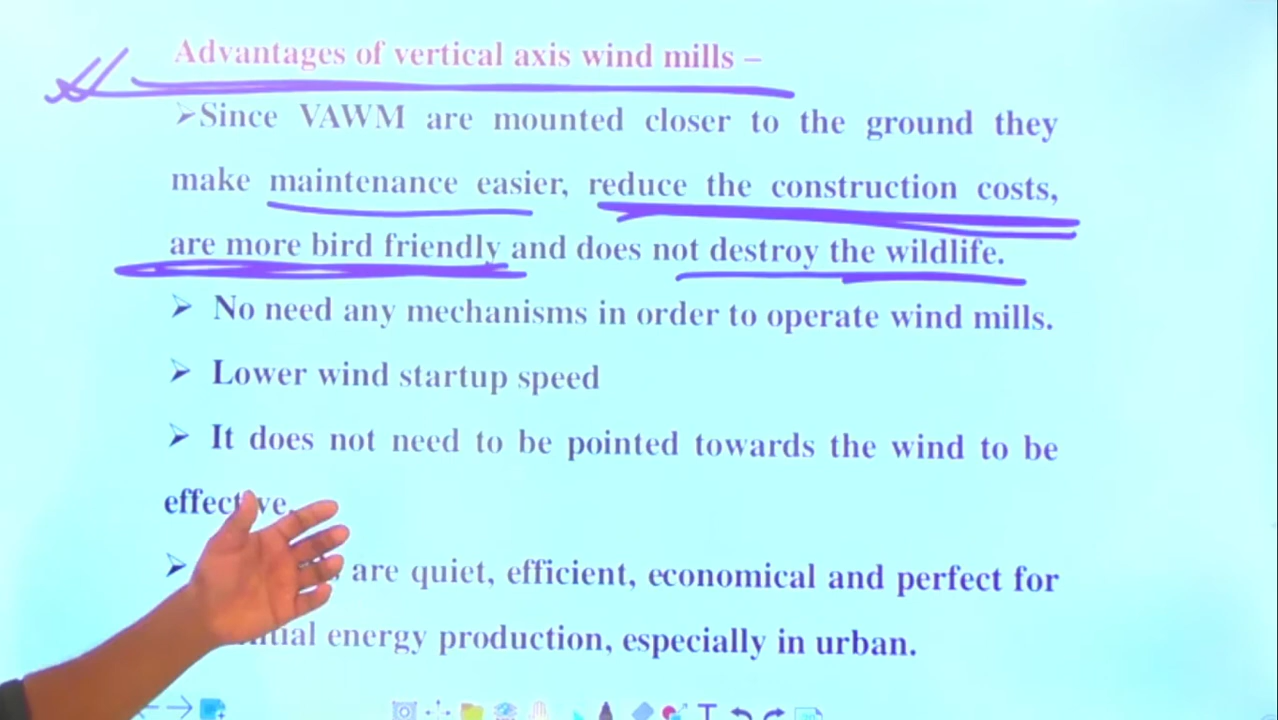 Advantages of vertical axis wind mills –
➢Since VAWM are mounted closer to the ground they
make maintenance easier, reduce the construction costs,
are more bird friendly and does not destroy the wildlife.
➢ No need any mechanisms in order to operate wind mills.
➢ Lower wind startup speed
➢ It does not need to be pointed towards the wind to be
effective.
➢ are quiet, efficient, economical and perfect for
energy production, especially in urban.
T